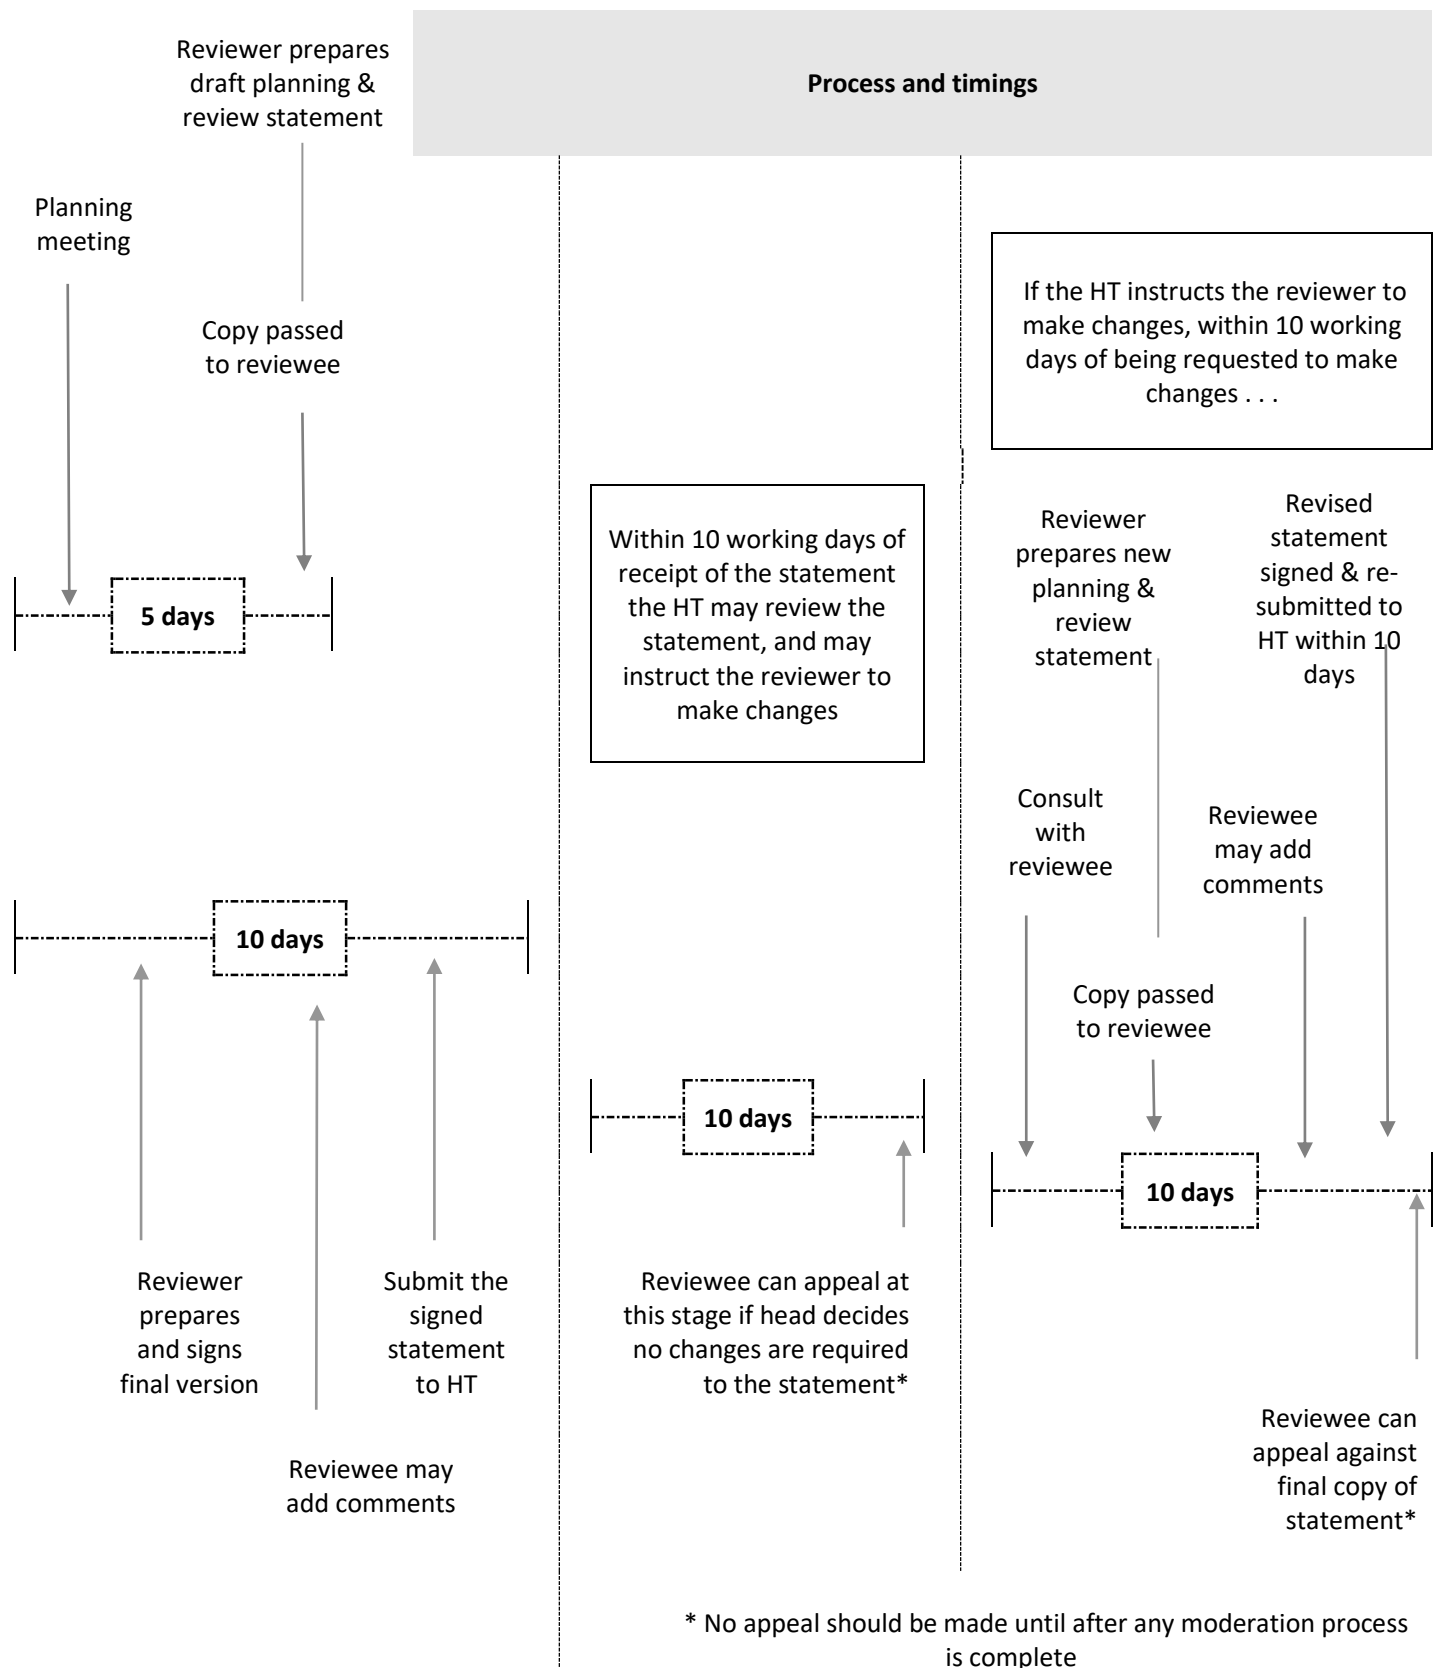 Process and timings
Reviewer prepares
draft planning &
review statement
Planning
meeting
Copy passed
to reviewee
5 days
10 days
Reviewer
prepares
and signs
final version
Reviewee may
add comments
Submit the
signed
statement
to HT
Within 10 working days of
receipt of the statement
the HT may review the
statement, and may
instruct the reviewer to
make changes
10 days
Reviewee can appeal at
this stage if head decides
no changes are required
to the statement*
If the HT instructs the reviewer to
make changes, within 10 working
days of being requested to make
changes . . .
Reviewer
prepares new
planning &
review
statement
Revised
statement
signed & re-
submitted to
HT within 10
days
Consult
with
reviewee
Reviewee
may add
comments
Copy passed
to reviewee
10 days
Reviewee can
appeal against
final copy of
statement*
* No appeal should be made until after any moderation process
is complete